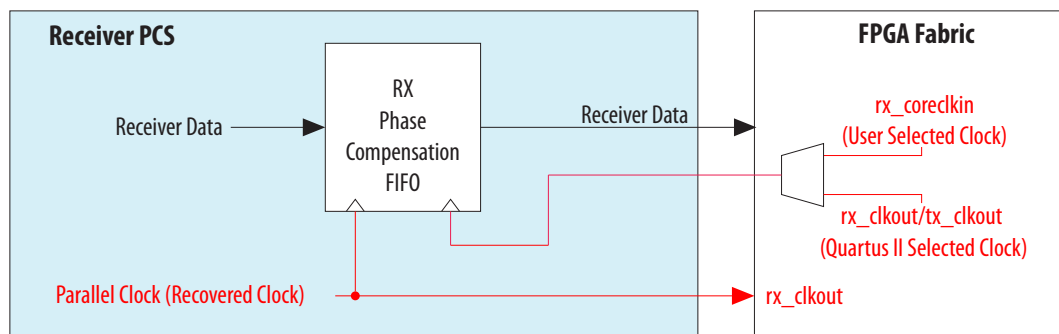 Receiver PCS
FPGA Fabric
RX
Phase
Compensation
FIFO
Receiver Data
Receiver Data
rx_coreclkin
(User Selected Clock)
rx_clkout/tx_clkout
(Quartus II Selected Clock)
Parallel Clock (Recovered Clock)
rx_clkout